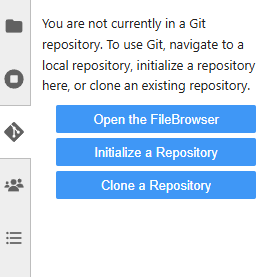 You are not currently in a Git
repository. To use Git, navigate to a
local repository, initialize a repository
here, or clone an existing repository.
Open the FileBrowser
Initialize a Repository
Clone a Repository